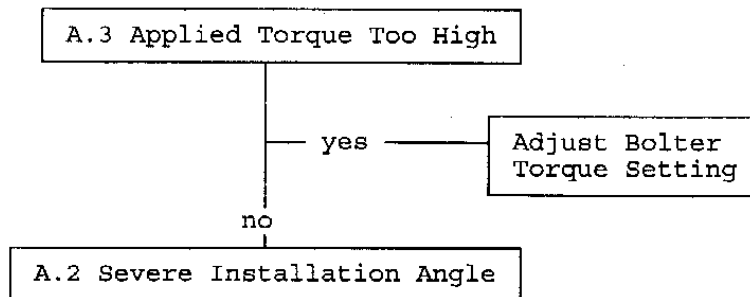 A.3 Applied Torque Too High
yes
Adjust Bolter
Torque Setting
no
A.2 Severe Installation Angle